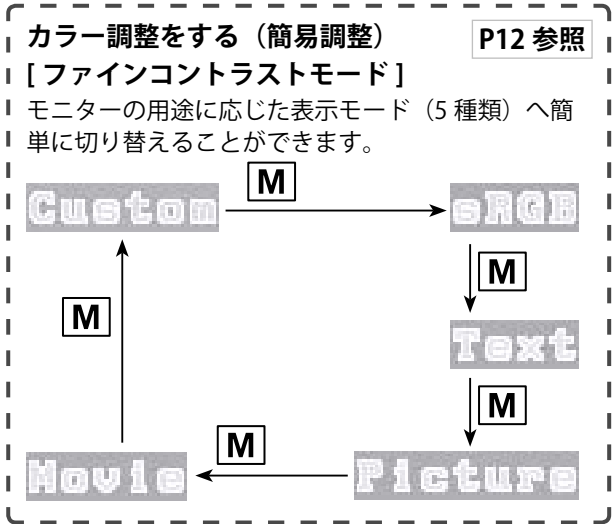 カラー調整をする（簡易調整）
P12 参照
[ ファインコントラストモード ]
モニターの用途に応じた表示モード（5 種類）へ簡
単に切り替えることができます。
M
Custom
sRGB
M
M
Text
M
M
Movie
Picture